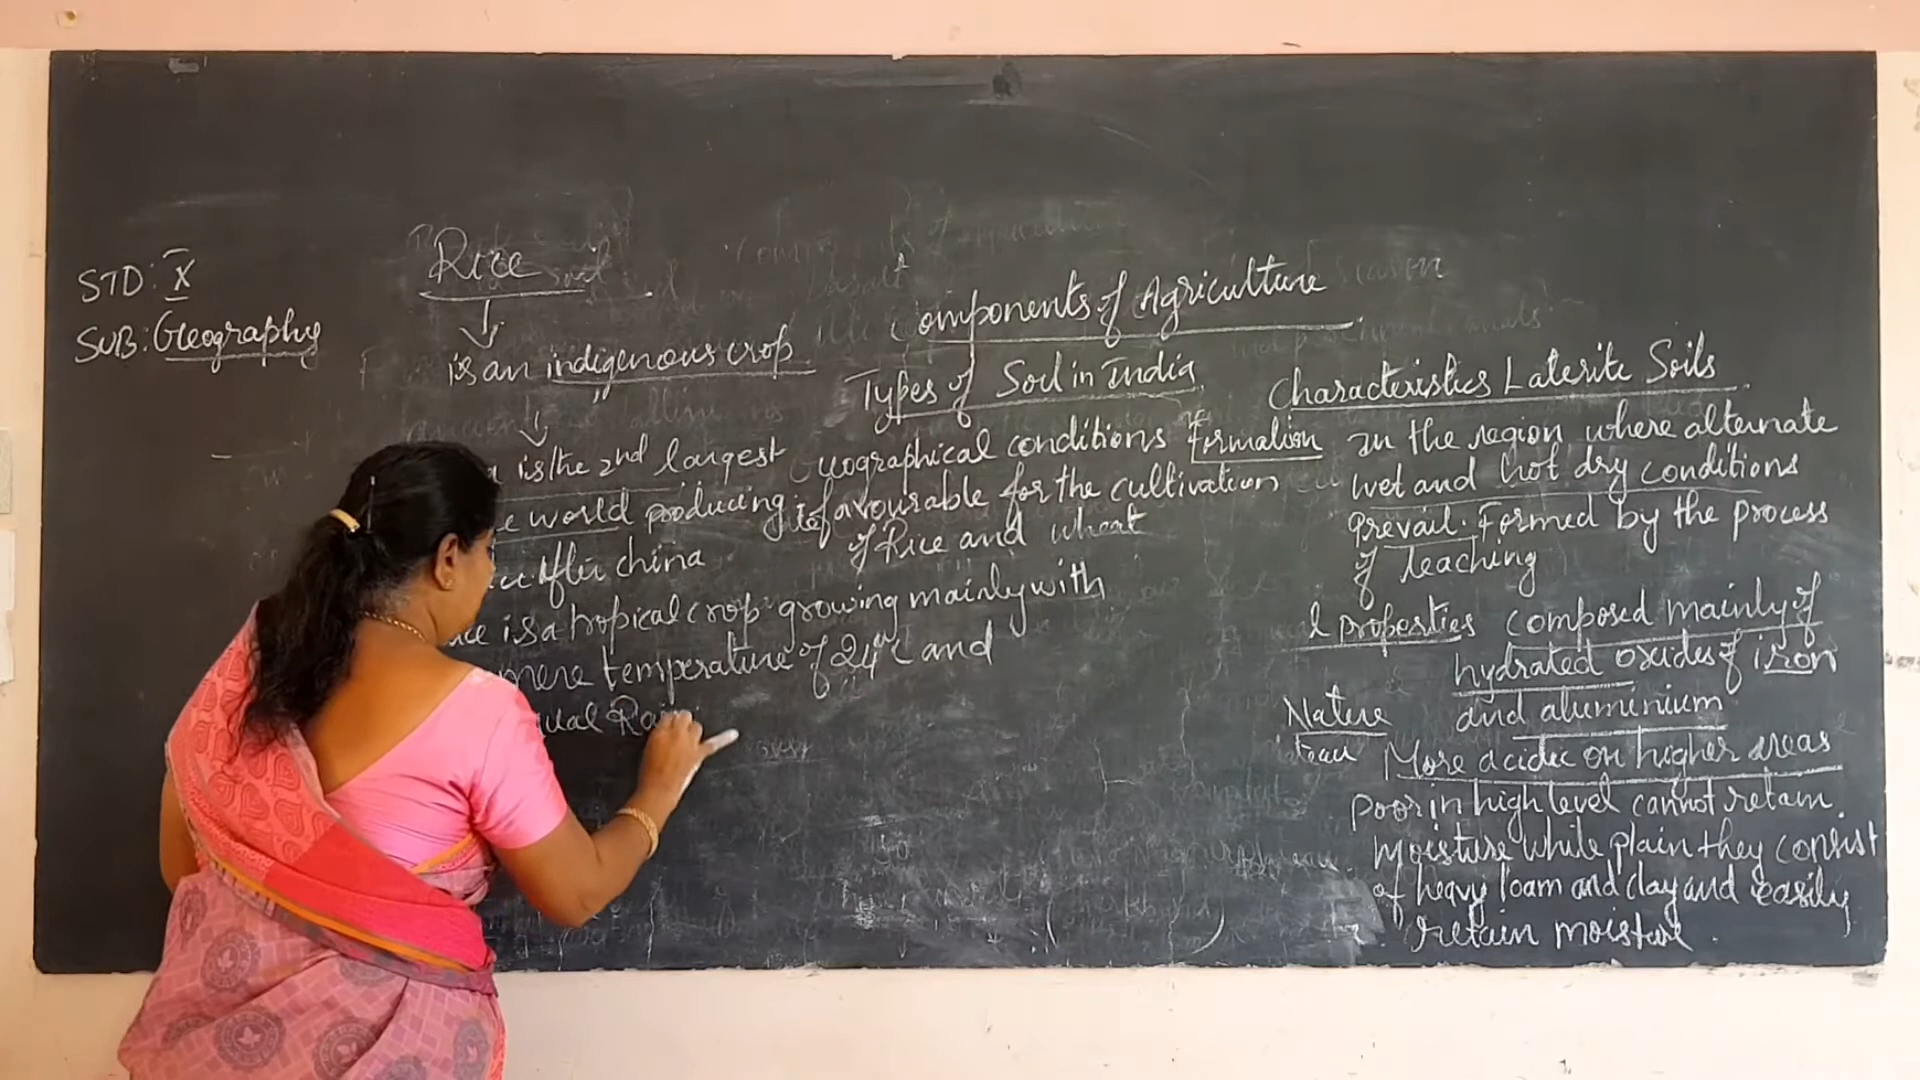 STD: X
SUB: Geography
Rice
is an indigenous crop
is the 2nd largest
world producing
after china
is a tropical crop growing mainly with
temperature of 24°c and
Rain
Components of Agriculture
Types of Soil in India
Geographical conditions
favourable for the cultivation
of Rice and wheat
Characteristics Laterite Soils
Formation In the region where alternate
wet and hot dry conditions
prevail. Formed by the process
of leaching
properties composed mainly of
hydrated oxides of iron
and aluminium
Nature More acidic on higher areas
poor in high level cannot retain
moisture while plain they consist
of heavy loam and clay and easily
retain moisture.